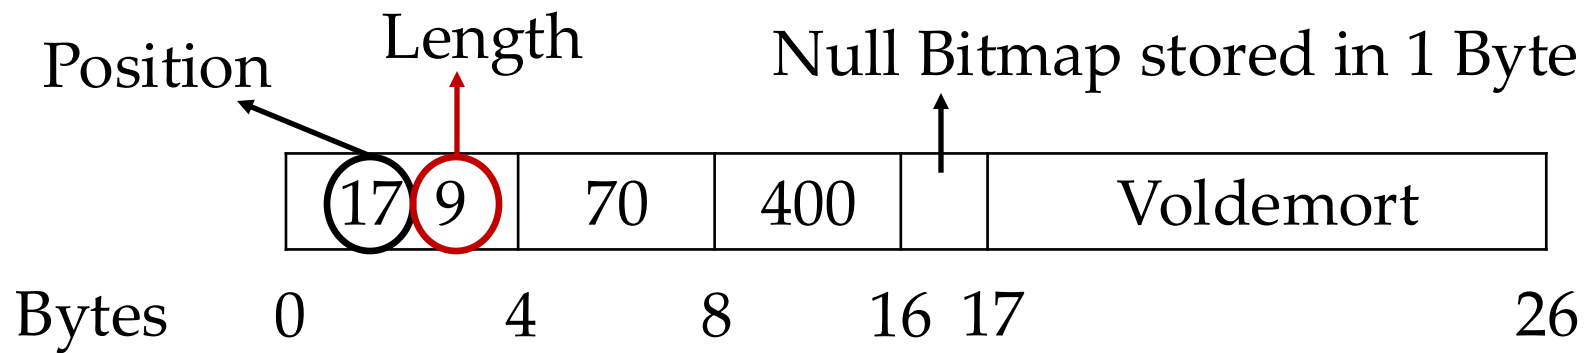 Position Length Null Bitmap stored in 1 Byte
17 9 70 400 Voldemort
Bytes 0 4 8 16 17 26